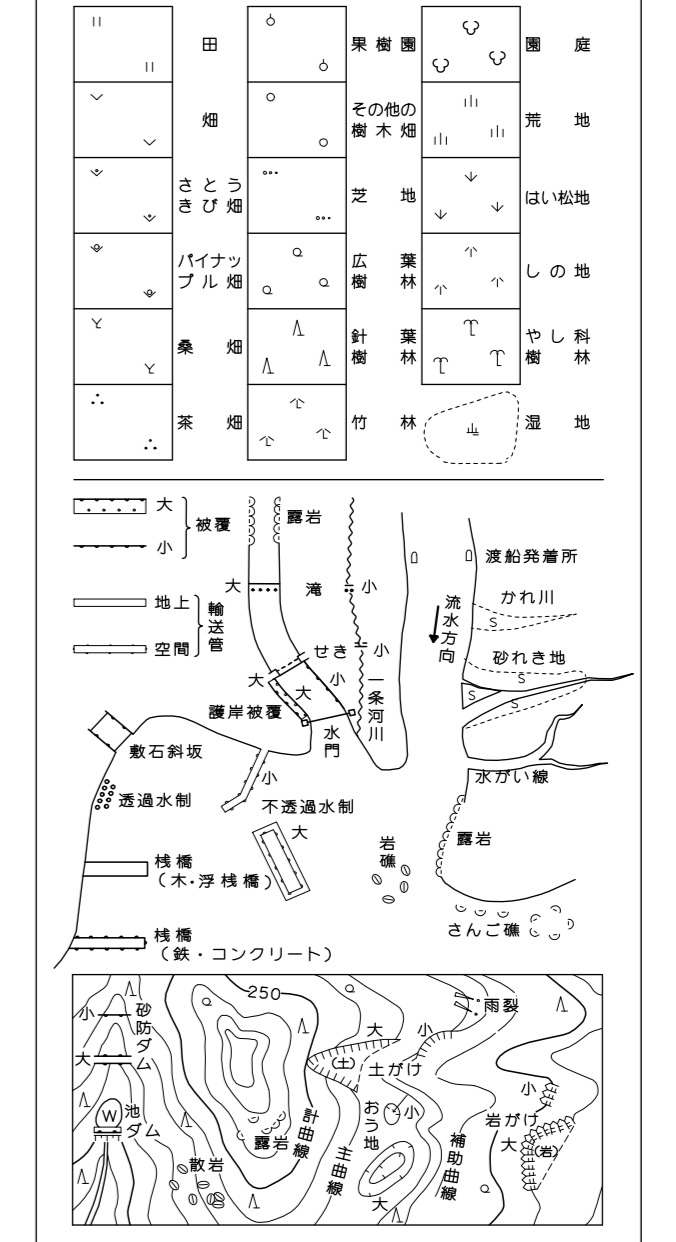 田
果樹園
園庭
畑
その他の
樹木畑
荒地
さとう
きび畑
芝地
はい松地
パイナッ
プル畑
広葉
樹林
しの地
桑畑
針葉
樹林
やし科
樹林
茶畑
竹林
湿地
大
小
被覆
露岩
渡船発着所
地上
空間
輸送管
大
滝
小
流水方向
かれ川
S
せき
小
砂れき地
S
大
大
小
一条河川
S
S
護岸被覆
水門
敷石斜坂
小
水がい線
透過水制
不透過水制
大
岩礁
露岩
桟橋
(木・浮桟橋)
さんご礁
桟橋
(鉄・コンクリート)
250
小
砂防ダム
大
小
雨裂
大
(土)
土がけ
小
W
池
ダム
おう地
小
岩がけ
大
(岩)
露岩
計曲線
主曲線
補助曲線
散岩
大